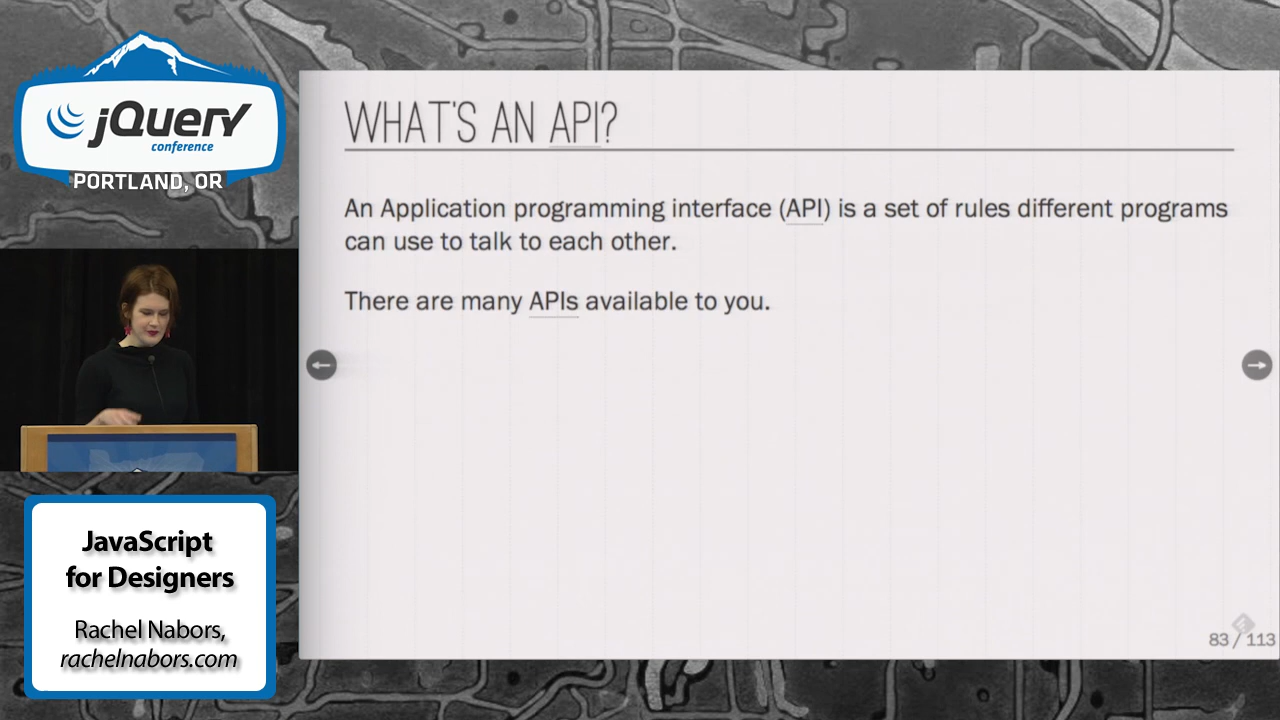 jQuery
conference
PORTLAND, OR
WHAT'S AN API?
An Application programming interface (API) is a set of rules different programs
can use to talk to each other.
There are many APIs available to you.
83 / 113
JavaScript
for Designers
Rachel Nabors,
rachelnabors.com